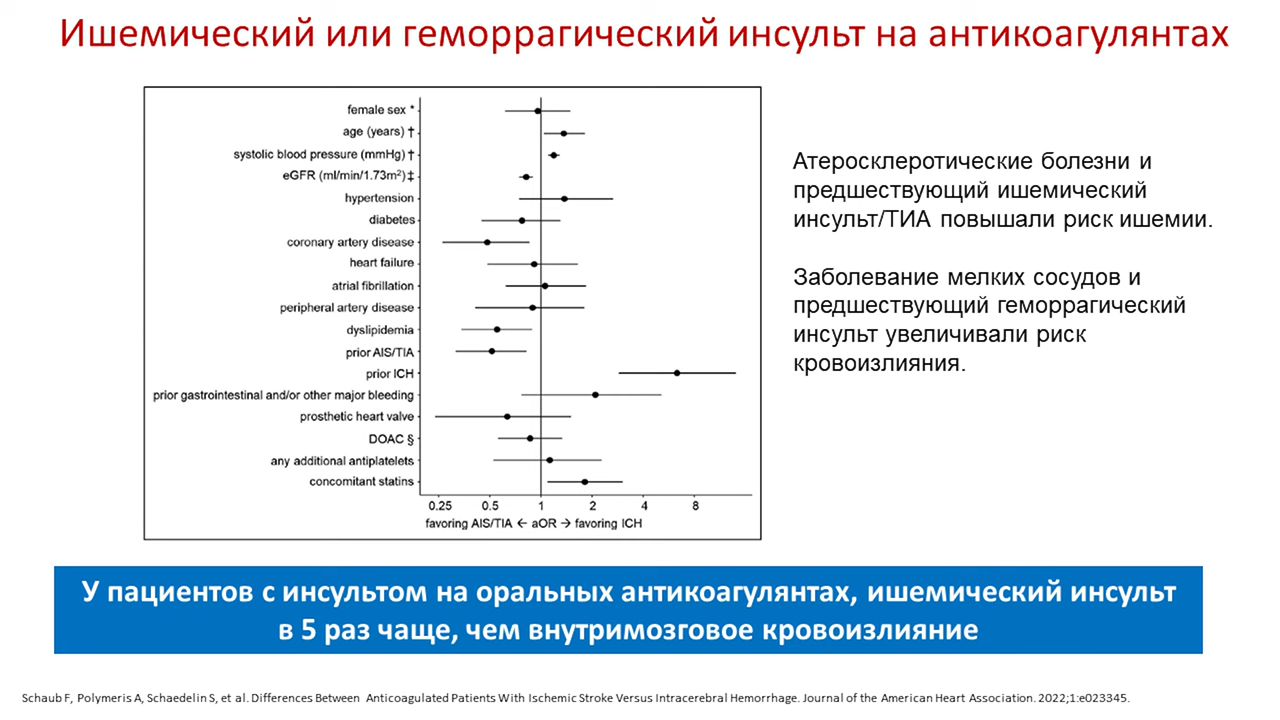 Ишемический или геморрагический инсульт на антикоагулянтах
female sex *
age (years) †
systolic blood pressure (mmHg) †
eGFR (ml/min/1.73m²)‡
hypertension
diabetes
coronary artery disease
heart failure
atrial fibrillation
peripheral artery disease
dyslipidemia
prior AIS/TIA
prior ICH
prior gastrointestinal and/or other major bleeding
prosthetic heart valve
DOAC §
any additional antiplatelets
concomitant statins
0.25 0.5 1 2 4 8
favoring AIS/TIA ← aOR → favoring ICH
Атеросклеротические болезни и
предшествующий ишемический
инсульт/ТИА повышали риск ишемии.
Заболевание мелких сосудов и
предшествующий геморрагический
инсульт увеличивали риск
кровоизлияния.
У пациентов с инсультом на оральных антикоагулянтах, ишемический инсульт
в 5 раз чаще, чем внутримозговое кровоизлияние
Schaub F, Polymeris A, Schaedelin S, et al. Differences Between Anticoagulated Patients With Ischemic Stroke Versus Intracerebral Hemorrhage. Journal of the American Heart Association. 2022;1:e023345.